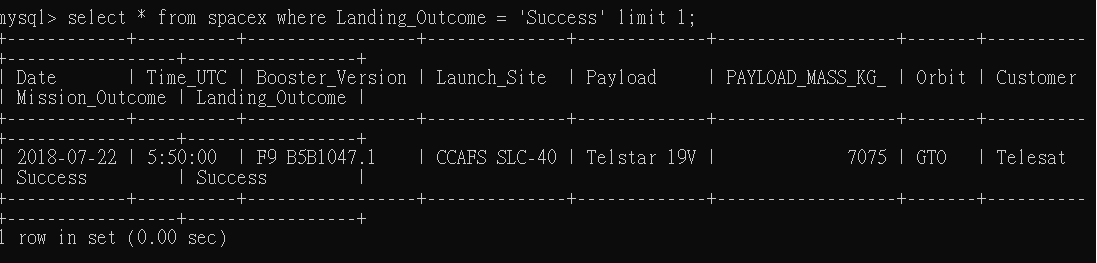 mysql> select * from spacex where Landing_Outcome = 'Success' limit 1;
+------------+----------+-----------------+--------------+-------------+------------------+-------+----------
+-----------------+-----------------+
| Date       | Time_UTC | Booster_Version | Launch_Site  | Payload     | PAYLOAD_MASS_KG_ | Orbit | Customer
| Mission_Outcome | Landing_Outcome |
+------------+----------+-----------------+--------------+-------------+------------------+-------+----------
+-----------------+-----------------+
| 2018-07-22 | 5:50:00  | F9 B5B1047.1    | CCAFS SLC-40 | Telstar 19V |             7075 | GTO   | Telesat
| Success         | Success         |
+------------+----------+-----------------+--------------+-------------+------------------+-------+----------
+-----------------+-----------------+
1 row in set (0.00 sec)